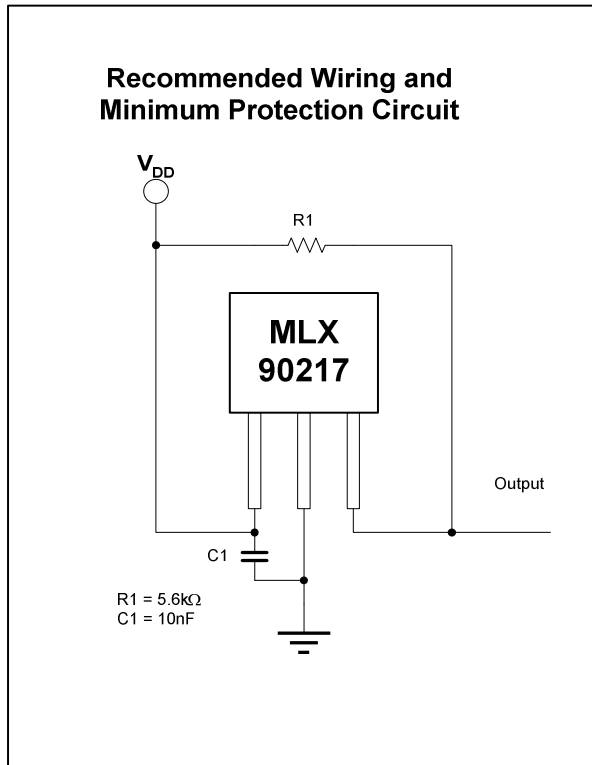 Recommended Wiring and
Minimum Protection Circuit
VDD
R1
MLX
90217
Output
C1
R1 = 5.6kΩ
C1 = 10nF